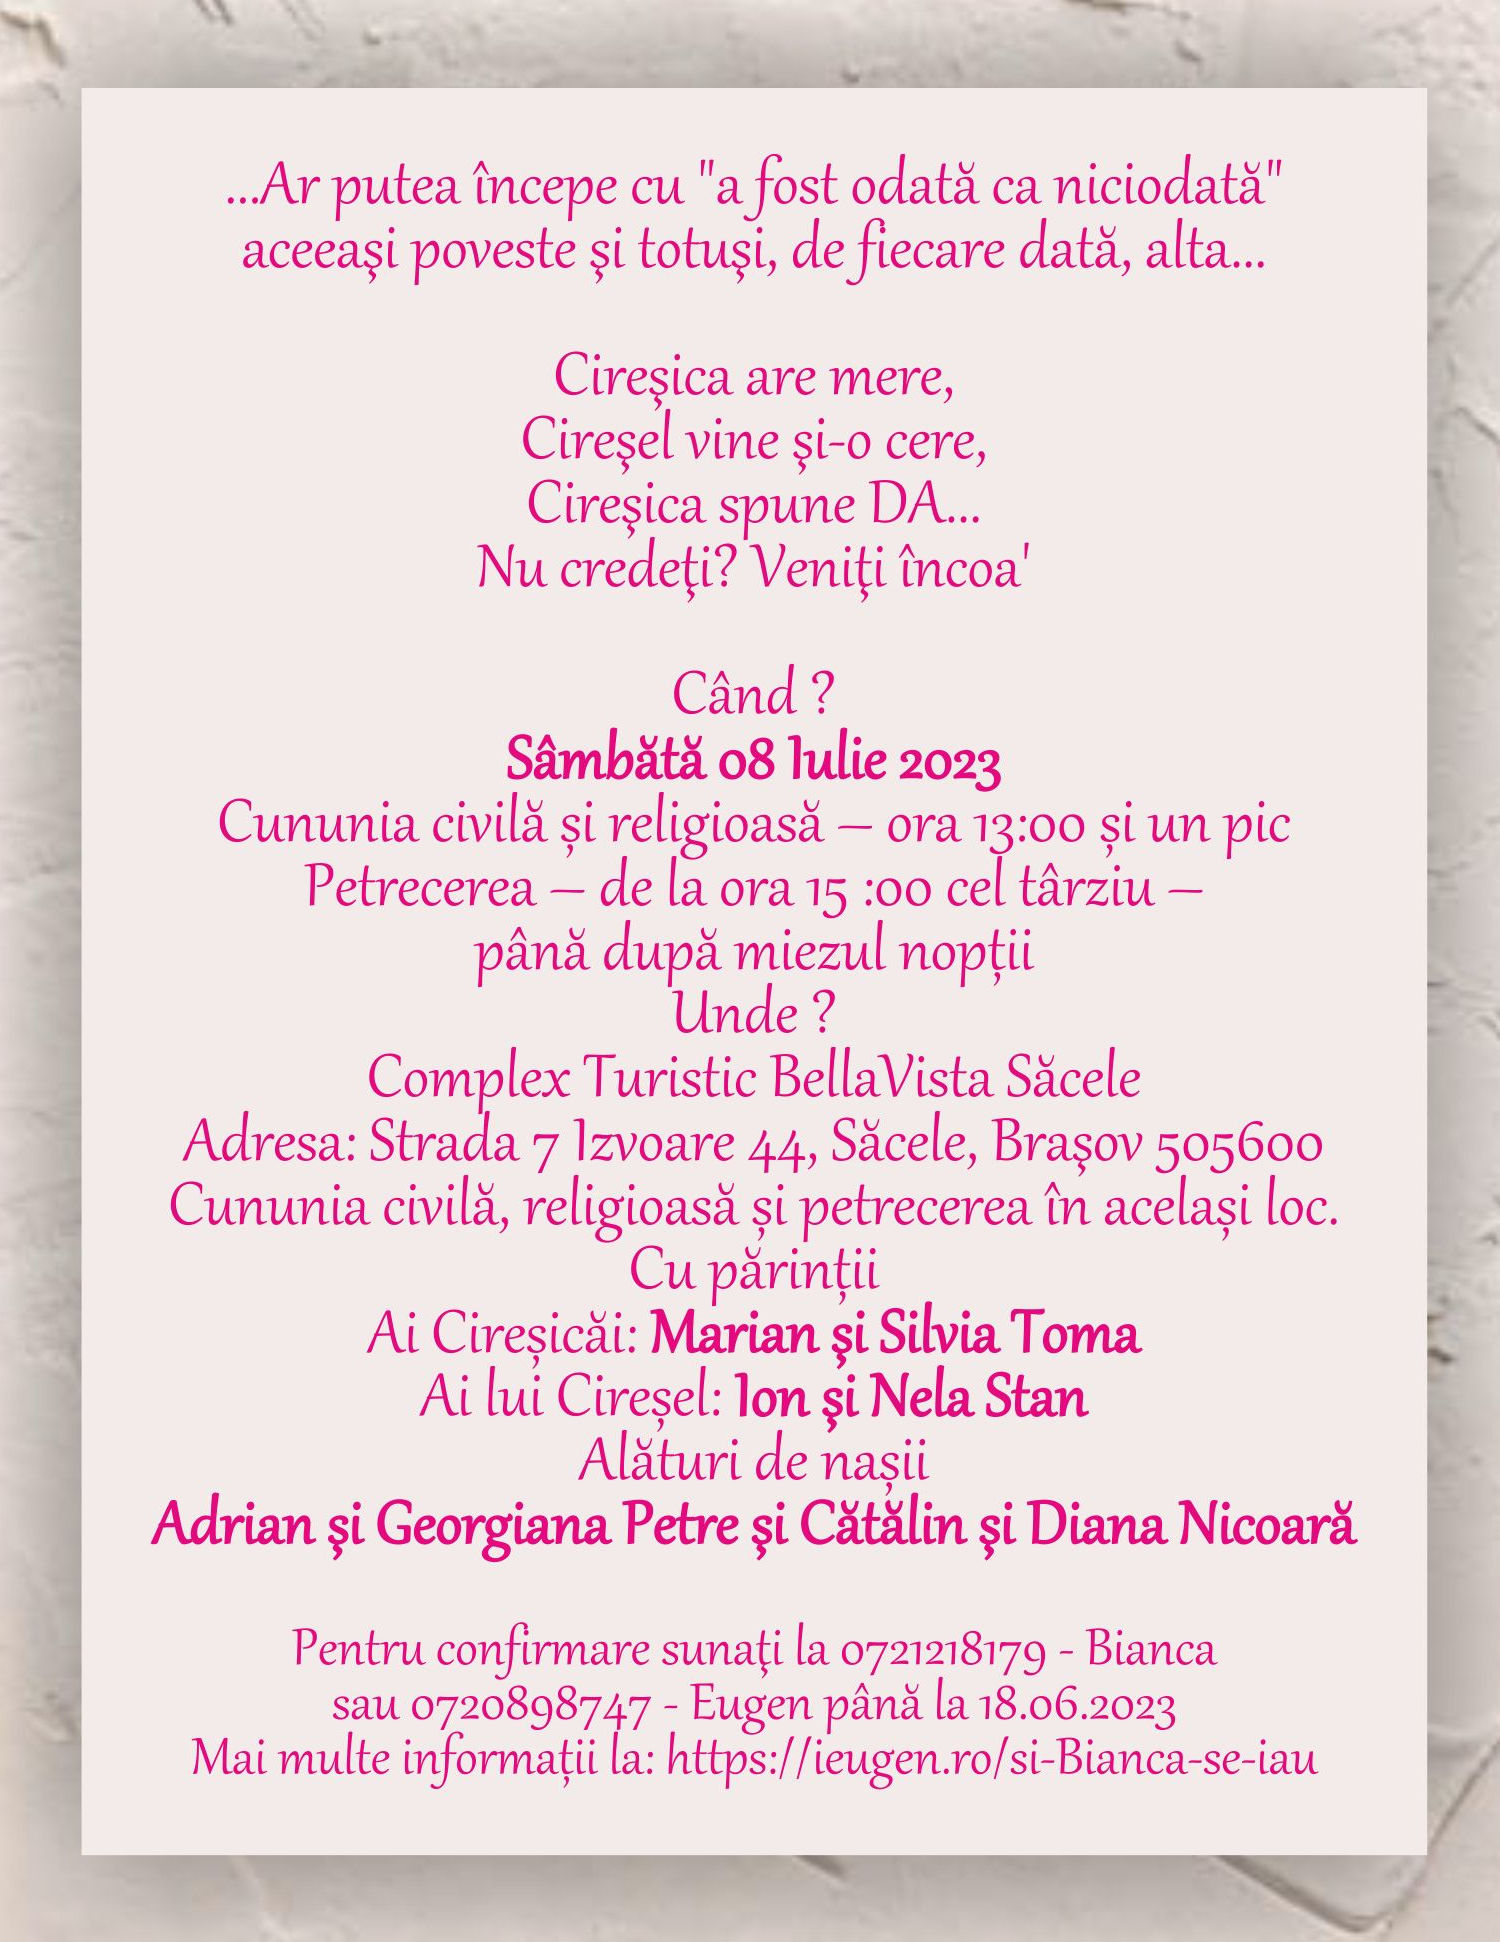 ...Ar putea începe cu "a fost odată ca niciodată"
aceeaşi poveste şi totuşi, de fiecare dată, alta...
Cireşica are mere,
Cireşel vine şi-o cere,
Cireşica spune DA...
Nu credeţi? Veniţi încoa'
Când ?
Sâmbătă 08 Iulie 2023
Cununia civilă și religioasă – ora 13:00 și un pic
Petrecerea – de la ora 15 :00 cel târziu –
până după miezul nopții
Unde ?
Complex Turistic BellaVista Săcele
Adresa: Strada 7 Izvoare 44, Săcele, Braşov 505600
Cununia civilă, religioasă și petrecerea în același loc.
Cu părinții
Ai Cireșicăi: Marian şi Silvia Toma
Ai lui Cireșel: Ion şi Nela Stan
Alături de nașii
Adrian şi Georgiana Petre şi Cătălin şi Diana Nicoară
Pentru confirmare sunaţi la 0721218179 - Bianca
sau 0720898747 - Eugen până la 18.06.2023
Mai multe informații la: https://ieugen.ro/si-Bianca-se-iau